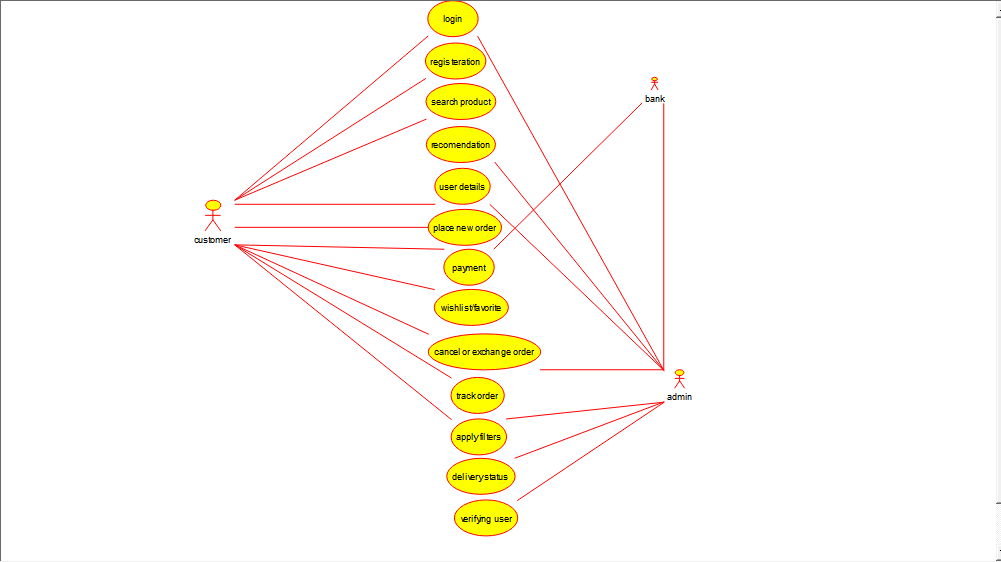 login
registeration
search product
bank
recomendation
user details
place new order
customer
payment
wishlist/favorite
cancel or exchange order
track order
admin
apply filters
delivery status
verifying user